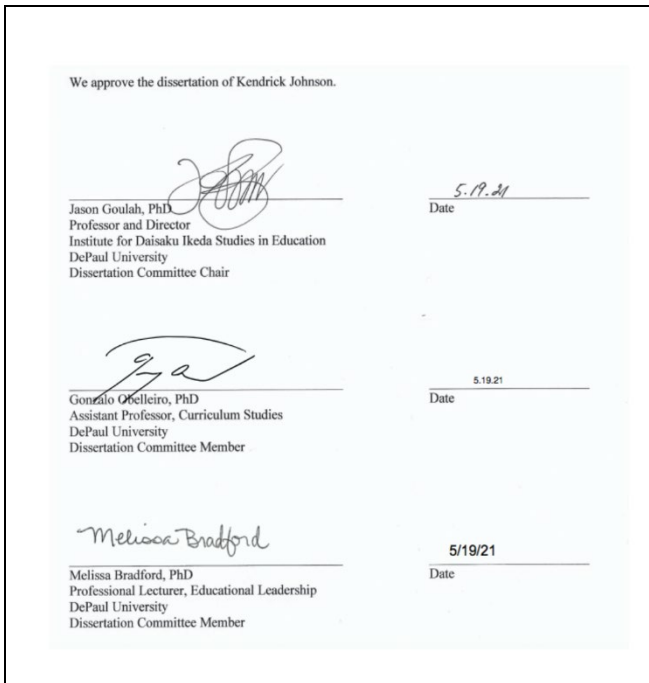 We approve the dissertation of Kendrick Johnson.
5.19.21
Jason Goulah, PhD
Date
Professor and Director
Institute for Daisaku Ikeda Studies in Education
DePaul University
Dissertation Committee Chair
5.19.21
Gonzalo Obelleiro, PhD
Date
Assistant Professor, Curriculum Studies
DePaul University
Dissertation Committee Member
Melissa Bradford
5/19/21
Melissa Bradford, PhD
Date
Professional Lecturer, Educational Leadership
DePaul University
Dissertation Committee Member